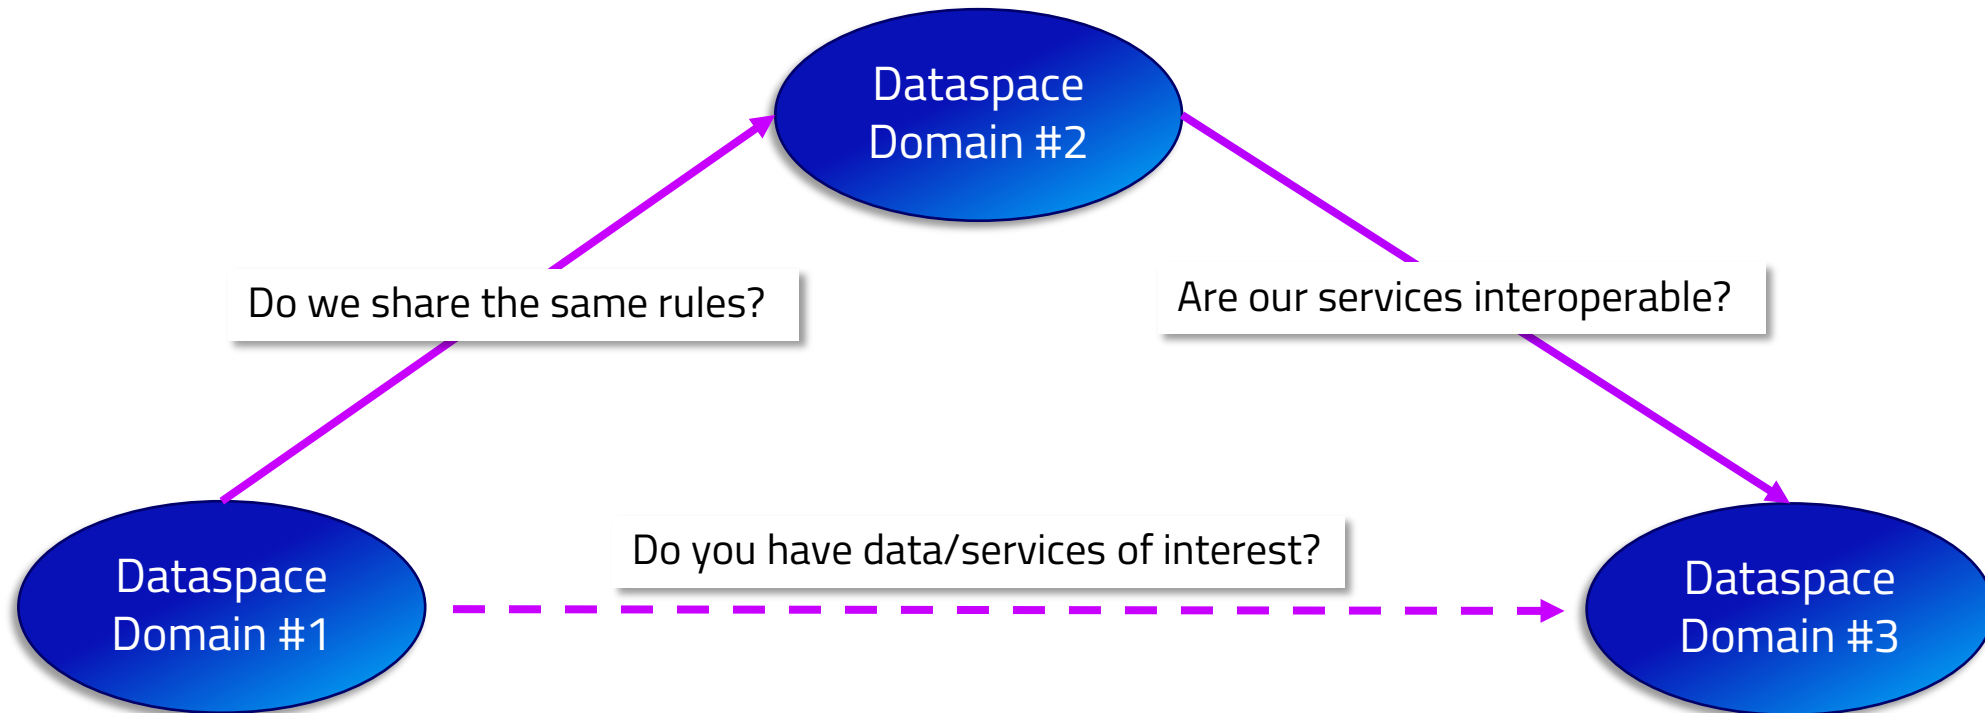 Dataspace
Domain #2
Do we share the same rules?
Are our services interoperable?
Do you have data/services of interest?
Dataspace
Domain #1
Dataspace
Domain #3